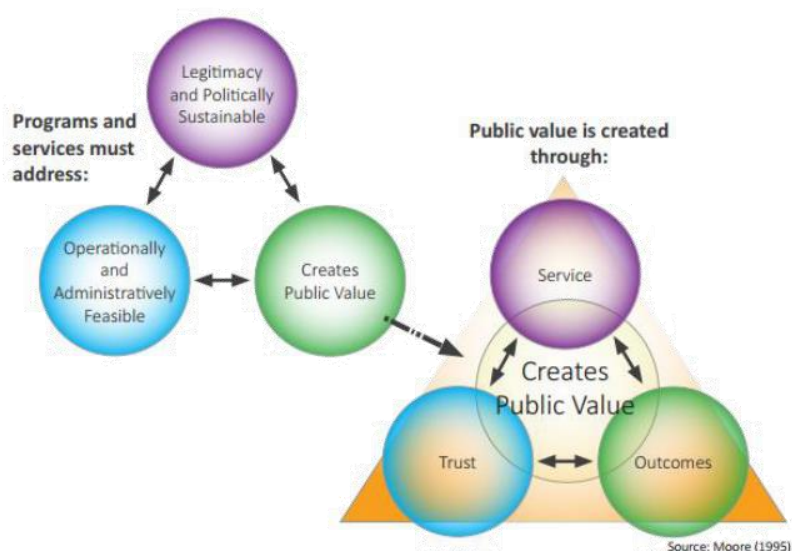 Legitimacy
and Politically
Sustainable
Programs and
services must
address:
Operationally
and
Administratively
Feasible
Creates
Public Value
Public value is created
through:
Service
Creates
Public Value
Trust
Outcomes
Source: Moore (1995)